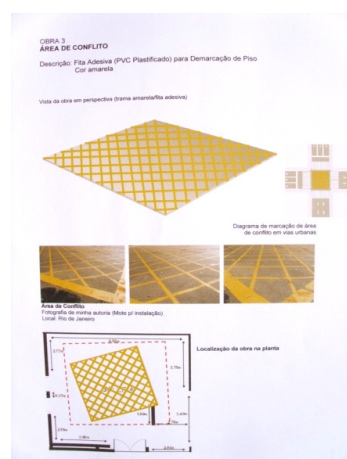 OBRA 3
ÁREA DE CONFLITO
Descrição: Fita Adesiva (PVC Plastificado) para Demarcação de Piso
Cor amarela
Vista da obra em perspectiva (trama amarela/fita adesiva)
Diagrama de marcação de área
de conflito em vias urbanas
Área de Conflito
Fotografia de minha autoria (Mote p/ instalação)
Local: Rio de Janeiro
Localização da obra na planta